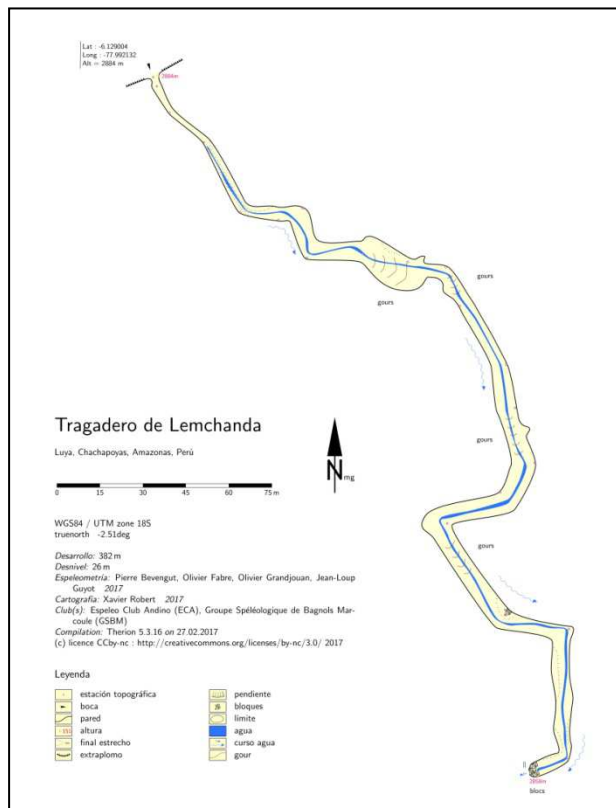 Lat : -6.129004
Long : -77.992132
Alt = 2884 m
2884m
gours
gours
gours
gours
Tragadero de Lemchanda
Luya, Chachapoyas, Amazonas, Perú
N mg
0 15 30 45 60 75 m
WGS84 / UTM zone 18S
truenorth -2.51deg
Desarrollo: 382 m
Desnivel: 26 m
Espeleometría: Pierre Bevengut, Olivier Fabre, Olivier Grandjouan, Jean-Loup
Guyot 2017
Cartografía: Xavier Robert 2017
Club(s): Espeleo Club Andino (ECA), Groupe Spéléologique de Bagnols Mar-
coule (GSBM)
Compilation: Therion 5.3.16 on 27.02.2017
(c) licence CCby-nc : http://creativecommons.org/licenses/by-nc/3.0/ 2017
Leyenda
estación topográfica
boca
pared
altura
final estrecho
extraplomo
pendiente
bloques
límite
agua
curso agua
gour
2858m
blocs